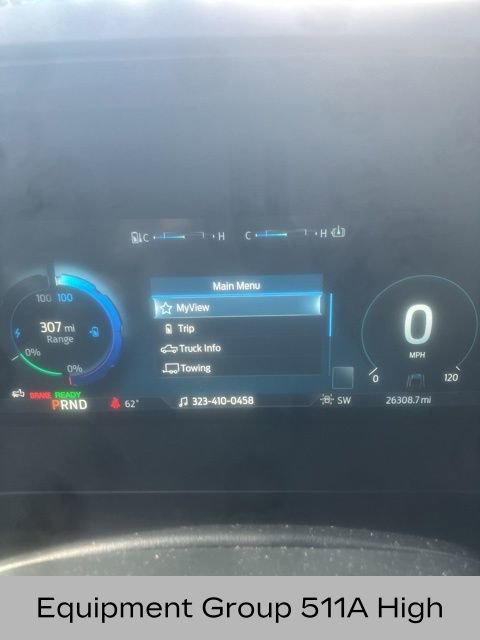 C H C H
Main Menu
MyView
Trip
Truck Info
Towing
100 100
307 mi
Range
0%
0%
0
MPH
0 120
BRAKE READY
PRND
62°
323-410-0458
SW
26308.7 mi
Equipment Group 511A High